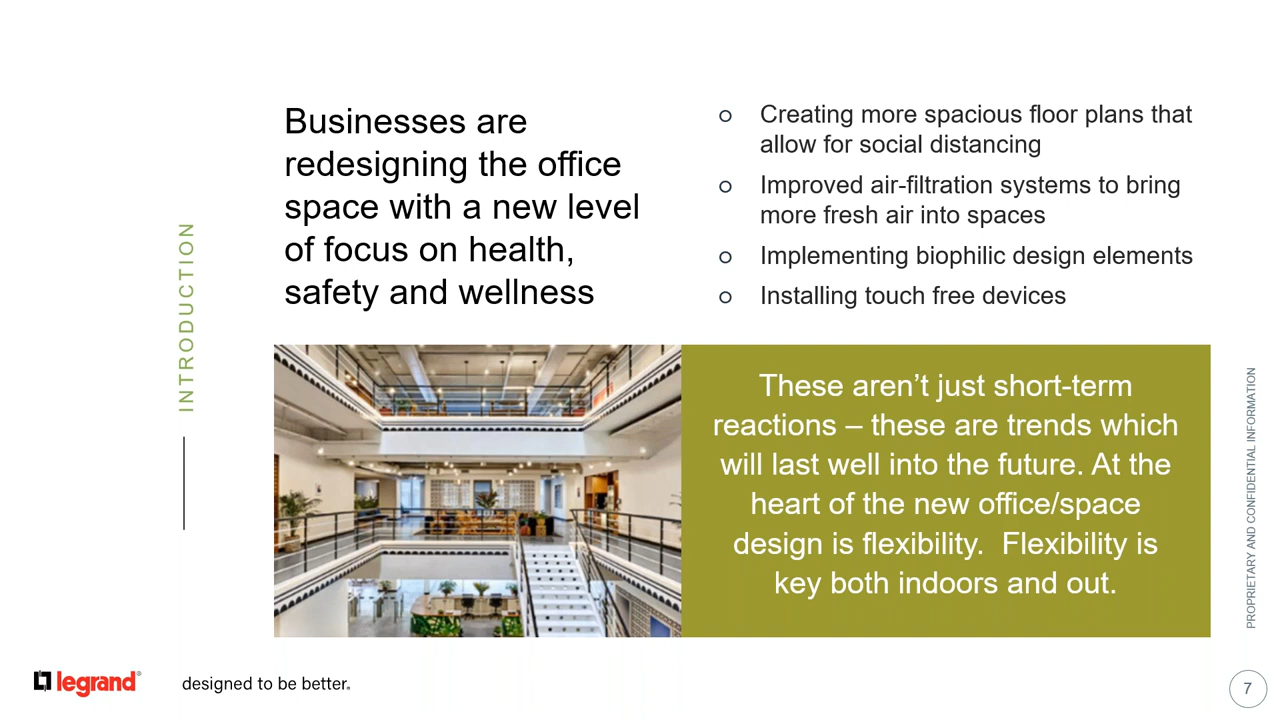 INTRODUCTION
Businesses are
redesigning the office
space with a new level
of focus on health,
safety and wellness
○ Creating more spacious floor plans that
allow for social distancing
○ Improved air-filtration systems to bring
more fresh air into spaces
○ Implementing biophilic design elements
○ Installing touch free devices
These aren’t just short-term
reactions – these are trends which
will last well into the future. At the
heart of the new office/space
design is flexibility.  Flexibility is
key both indoors and out.
PROPRIETARY AND CONFIDENTIAL INFORMATION
legrand®
designed to be better.
7